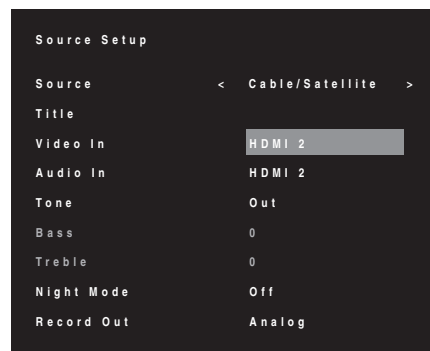 Source Setup
Source < Cable/Satellite >
Title
Video In HDMI 2
Audio In HDMI 2
Tone Out
Bass 0
Treble 0
Night Mode Off
Record Out Analog